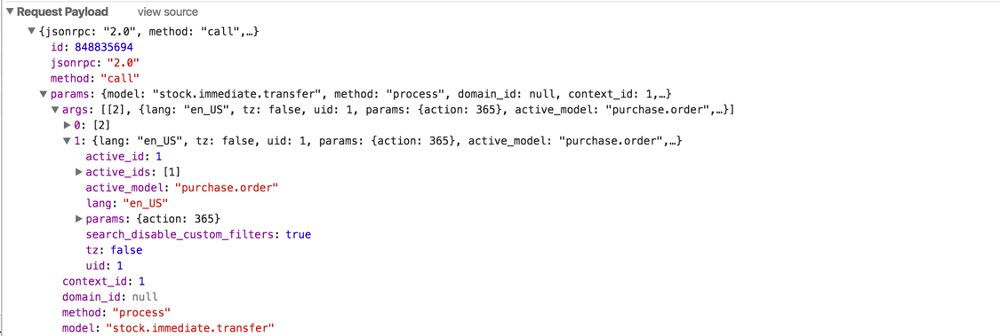 Request Payload view source
{jsonrpc: "2.0", method: "call",…}
id: 848835694
jsonrpc: "2.0"
method: "call"
params: {model: "stock.immediate.transfer", method: "process", domain_id: null, context_id: 1,…}
args: [[2], {lang: "en_US", tz: false, uid: 1, params: {action: 365}, active_model: "purchase.order",…}]
0: [2]
1: {lang: "en_US", tz: false, uid: 1, params: {action: 365}, active_model: "purchase.order",…}
active_id: 1
active_ids: [1]
active_model: "purchase.order"
lang: "en_US"
params: {action: 365}
search_disable_custom_filters: true
tz: false
uid: 1
context_id: 1
domain_id: null
method: "process"
model: "stock.immediate.transfer"